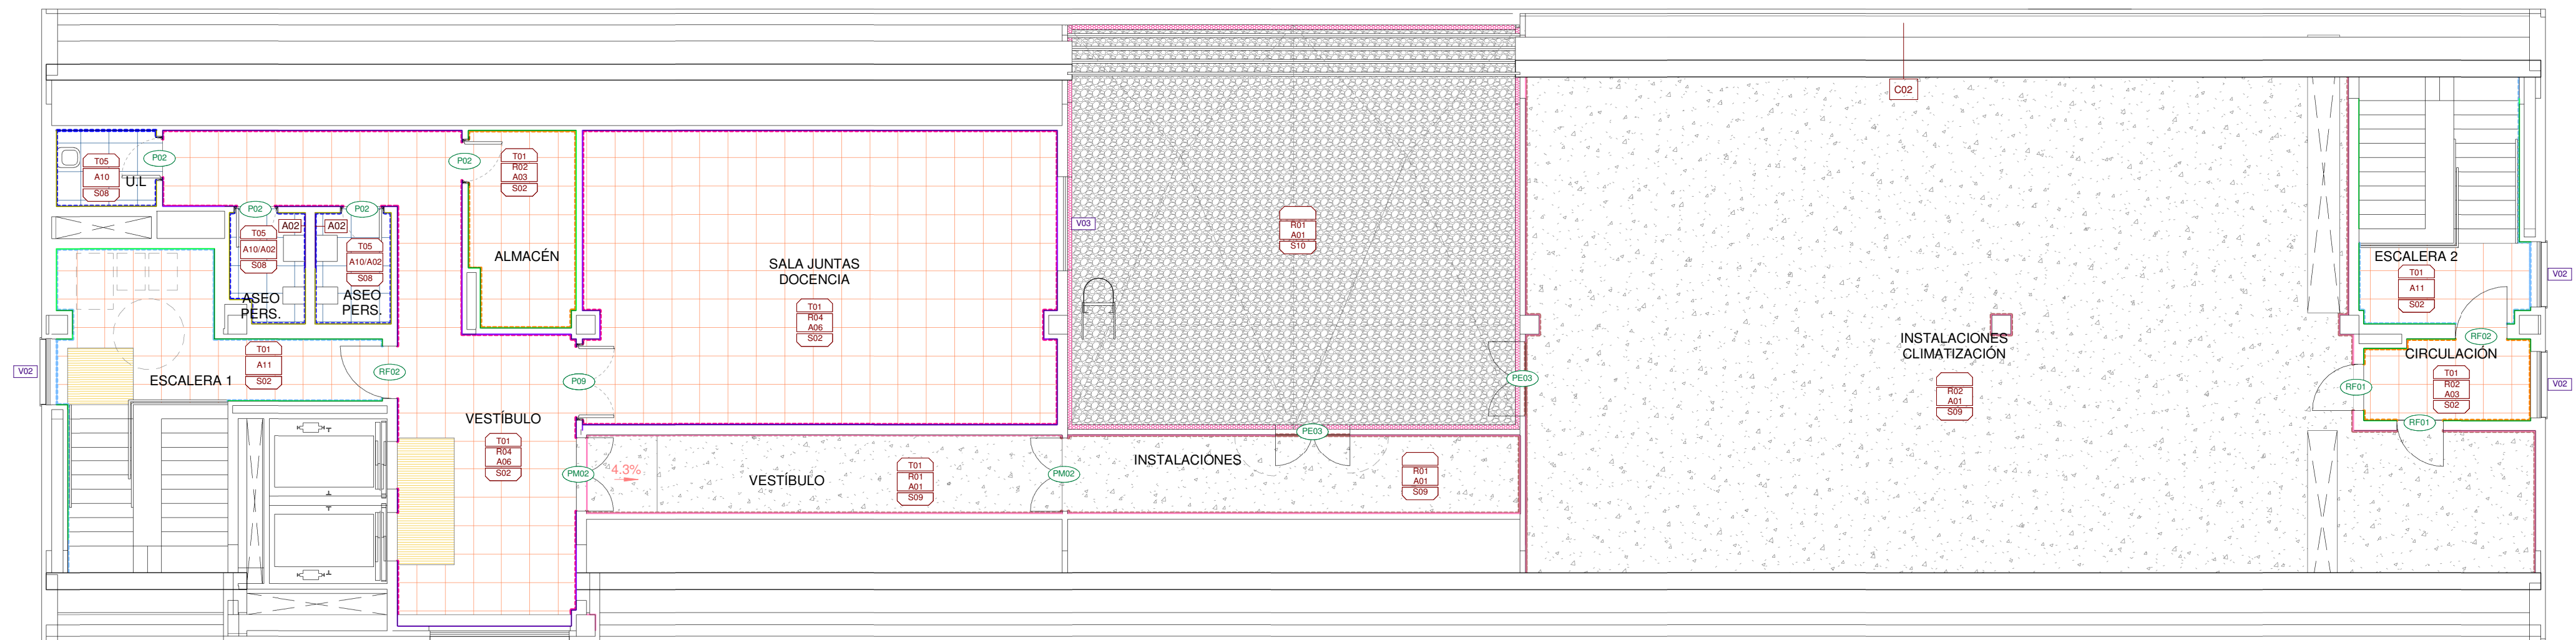 C02
T05
A10
S08
U.L
P02
P02
T01
R02
A03
S02
ALMACÉN
P02
A02
T05
A10/A02
S08
ASEO
PERS.
P02
A02
T05
A10/A02
S08
ASEO
PERS.
SALA JUNTAS
DOCENCIA
T01
R04
A06
S02
V03
R01
A01
S10
ESCALERA 2
T01
A11
S02
V02
RF02
INSTALACIONES
CLIMATIZACIÓN
R02
A01
S09
CIRCULACIÓN
T01
R02
A03
S02
V02
RF01
RF01
V02
ESCALERA 1
T01
A11
S02
RF02
P09
PE03
VESTÍBULO
T01
R04
A06
S02
PM02
4.3%
VESTÍBULO
T01
R01
A01
S09
PM02
INSTALACIONES
PE03
R01
A01
S09